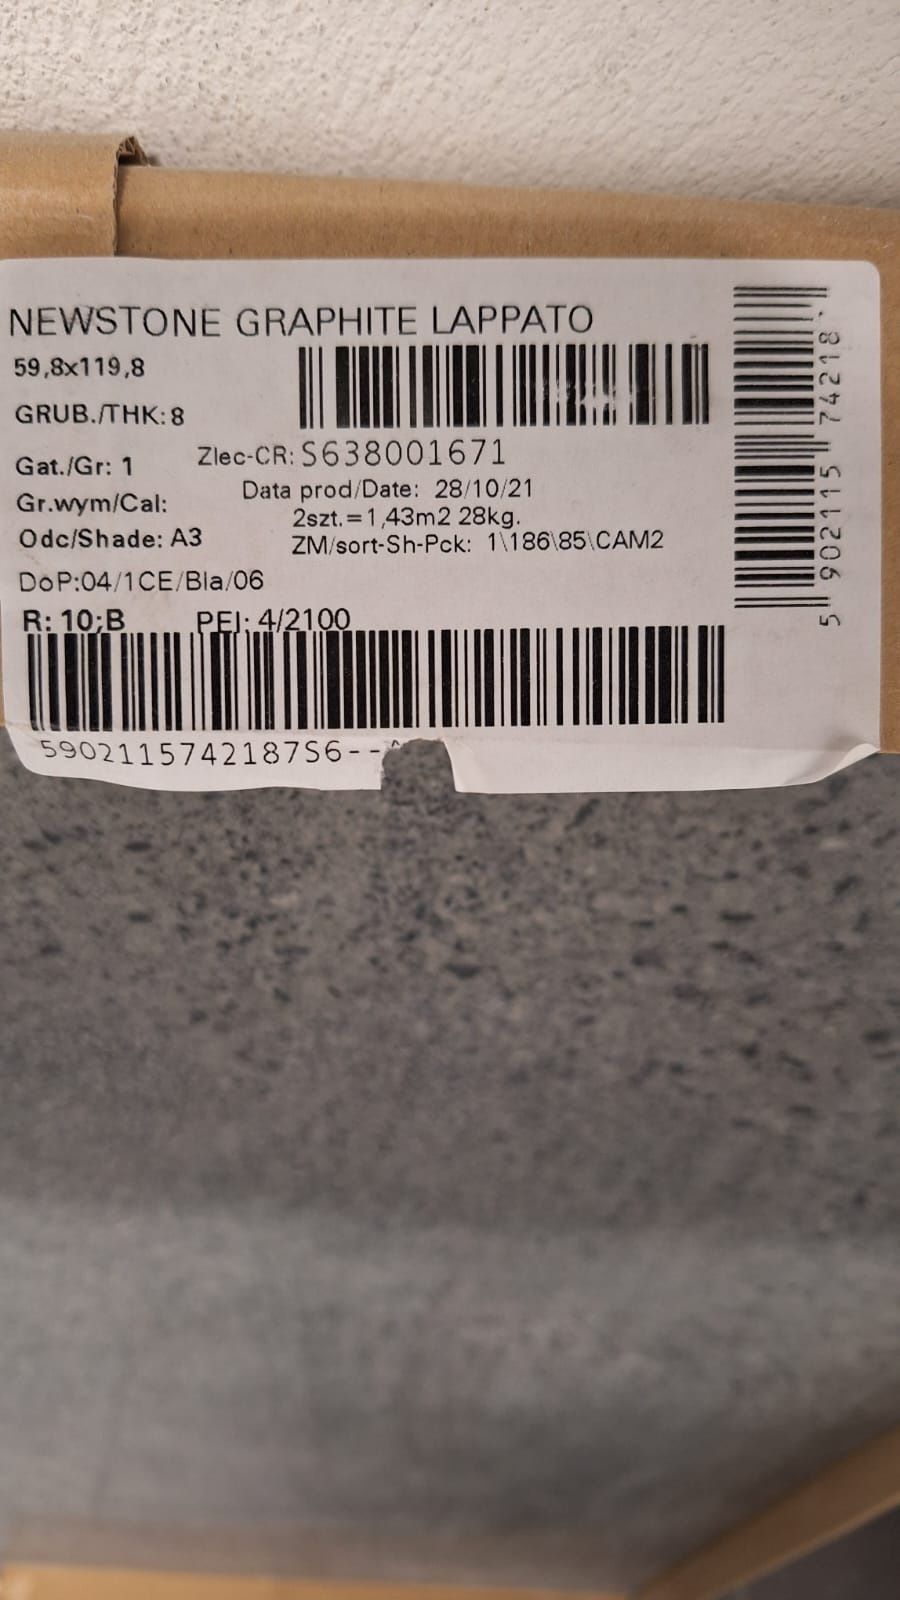 NEWSTONE GRAPHITE LAPPATO
59,8x119,8
GRUB./THK: 8
Gat./Gr: 1
Zlec-CR: S638001671
Gr.wym/Cal:
Data prod/Date: 28/10/21
2szt.=1,43m2 28kg.
Odc/Shade: A3
ZM/sort-Sh-Pck: 1\186\85\CAM2
DoP:04/1CE/BIa/06
R: 10;B PEI: 4/2100
5902115742187S6--
5 902115 74218